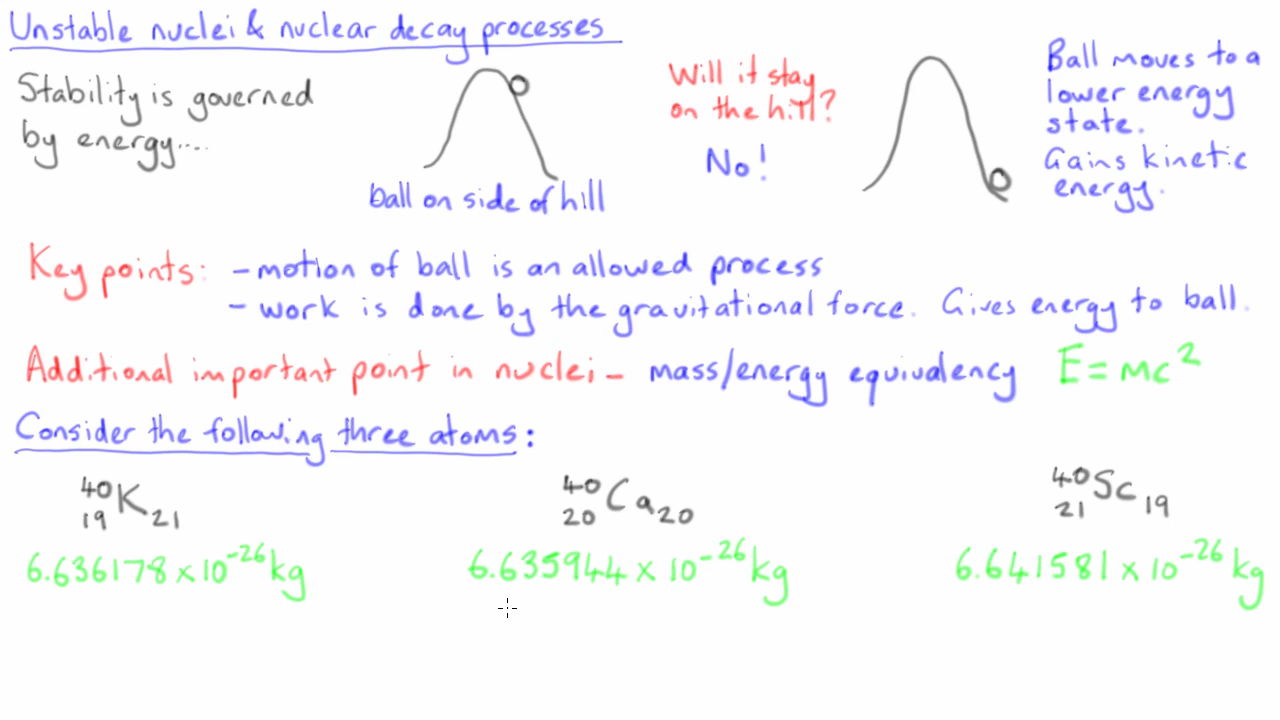 Unstable nuclei & nuclear decay processes
Stability is governed
by energy....
ball on side of hill
Will it stay
on the hill?
No!
Ball moves to a
lower energy
state.
Gains kinetic
energy.
Key points: - motion of ball is an allowed process
- work is done by the gravitational force. Gives energy to ball.
Additional important point in nuclei - mass/energy equivalency E = mc²
Consider the following three atoms:
⁴⁰₁₉K₂₁ ⁴⁰₂₀Ca₂₀ ⁴⁰₂₁Sc₁₉
6.636178 x 10⁻²⁶ kg 6.635944 x 10⁻²⁶ kg 6.641581 x 10⁻²⁶ kg